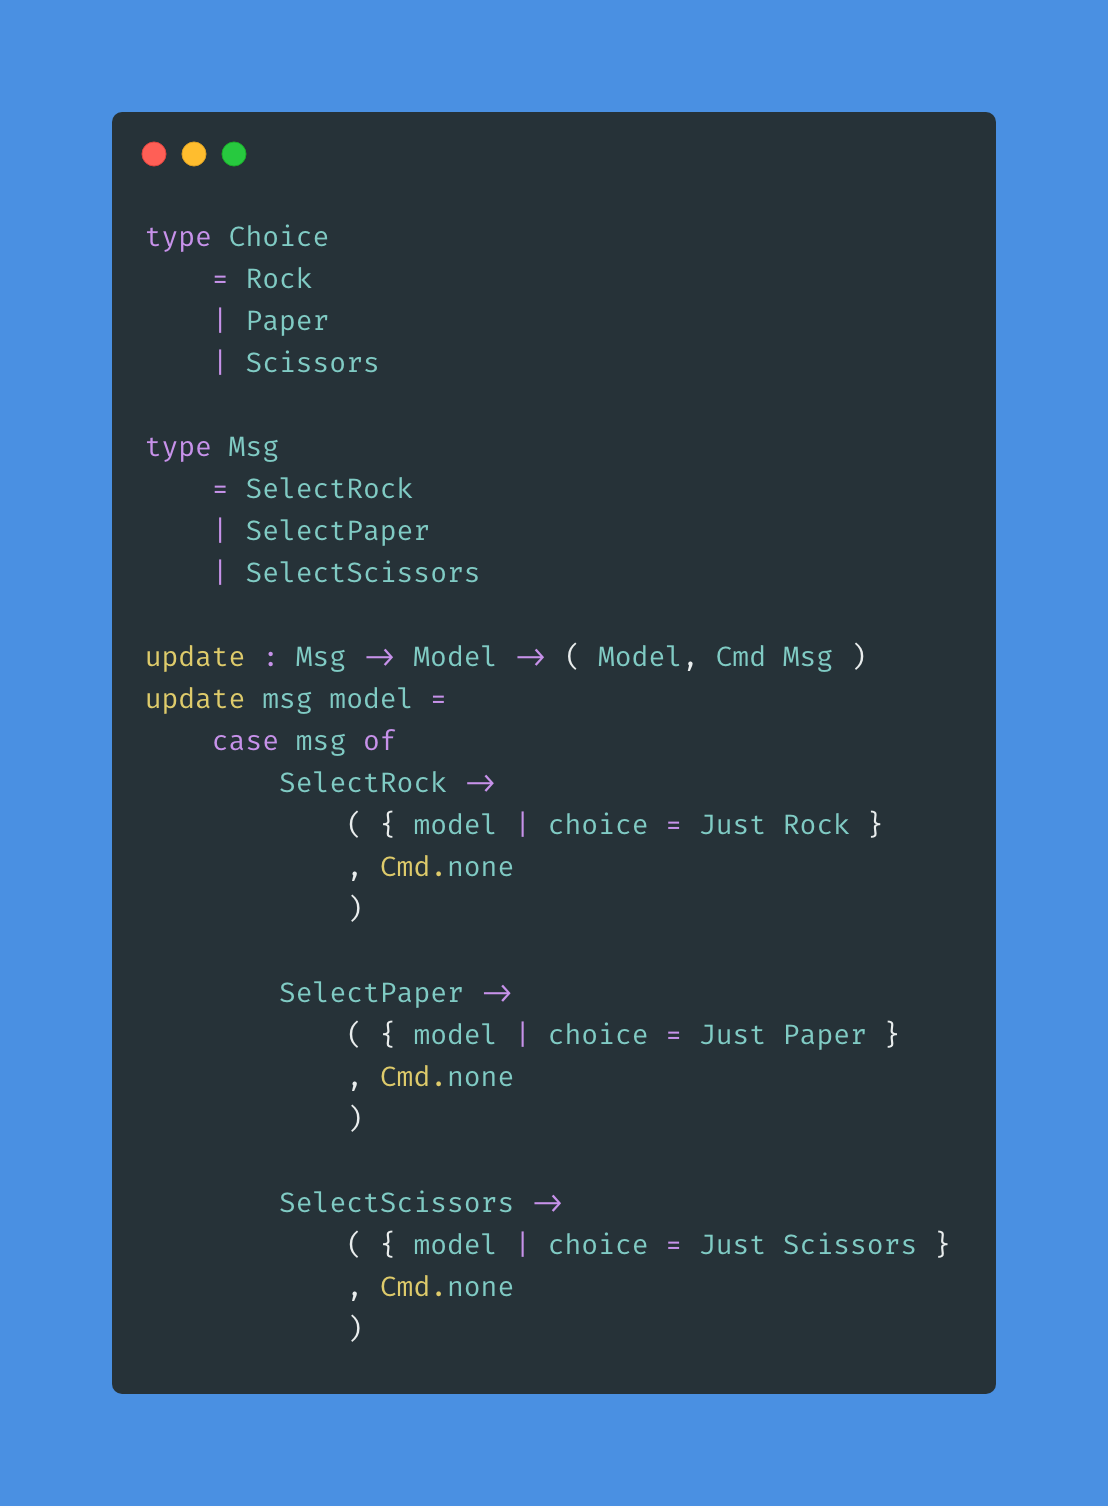 type Choice
    = Rock
    | Paper
    | Scissors

type Msg
    = SelectRock
    | SelectPaper
    | SelectScissors

update : Msg -> Model -> ( Model, Cmd Msg )
update msg model =
    case msg of
        SelectRock ->
            ( { model | choice = Just Rock }
            , Cmd.none
            )

        SelectPaper ->
            ( { model | choice = Just Paper }
            , Cmd.none
            )

        SelectScissors ->
            ( { model | choice = Just Scissors }
            , Cmd.none
            )